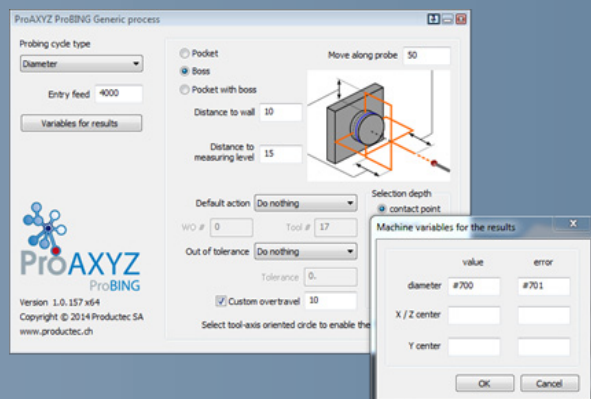 ProAXYZ ProBING Generic process
Probing cycle type
Diameter
Entry feed 4000
Variables for results
Pocket
Boss
Pocket with boss
Move along probe 50
Distance to wall 10
Distance to
measuring level 15
Default action Do nothing
WO # 0 Tool # 17
Out of tolerance Do nothing
Tolerance 0.
Custom overtravel 10
Select tool-axis oriented circle to enable the
Selection depth
contact point
ProAXYZ
ProBING
Version 1.0.157 x64
Copyright © 2014 Productec SA
www.productec.ch
Machine variables for the results
value error
diameter #700 #701
X / Z center
Y center
OK Cancel